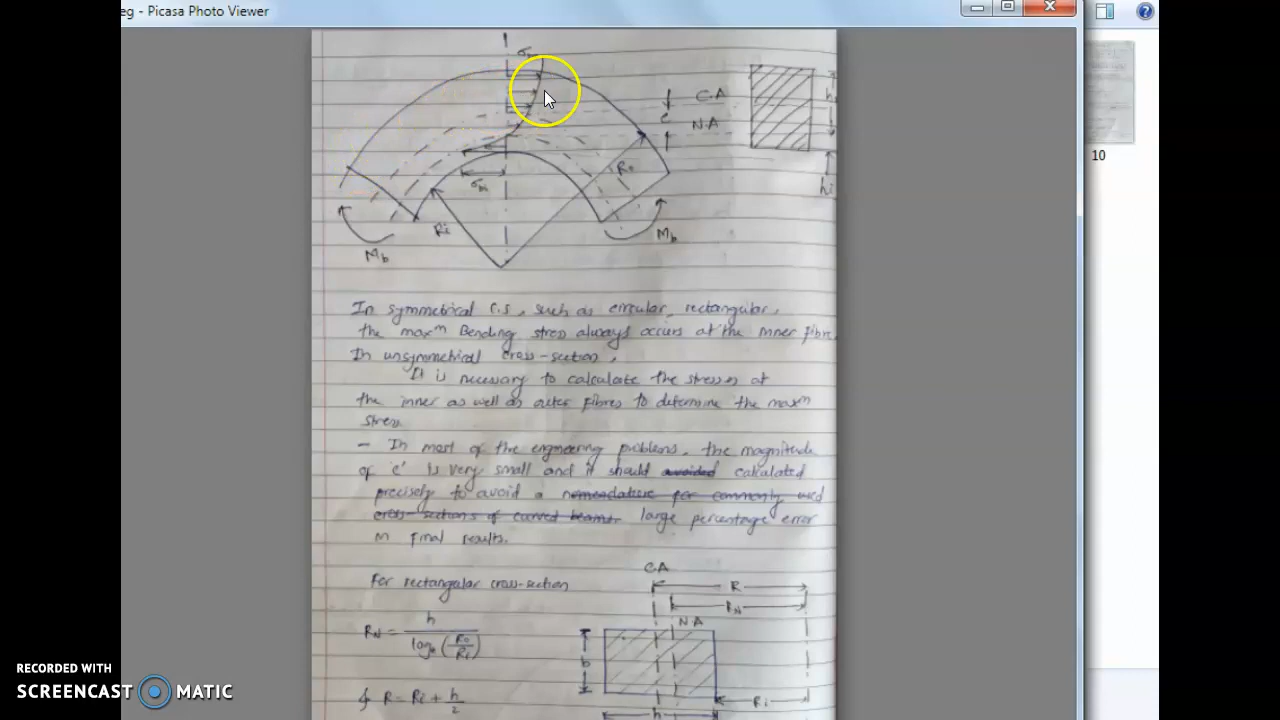 eg - Picasa Photo Viewer
C.A
e
N.A
h
hi
Ro
Ri
Mb
Mb
10
In symmetrical C.S, such as circular, rectangular,
the maxm Bending stress always occurs at the inner fibre
In unsymmetrical cross-section,
It is necessary to calculate the stresses at
the inner as well as outer fibres to determine the maxm
stress.
- In most of the engineering problems, the magnitude
of 'e' is very small and it should avoided calculated
precisely to avoid a nomenclature for commonly used
cross-sections of curved beams large percentage error
in final results.
For rectangular cross-section
RN = h / loge (Ro/Ri)
& R = Ri + h/2
CA
R
RN
N.A
b
Ri
h
RECORDED WITH
SCREENCAST MATIC